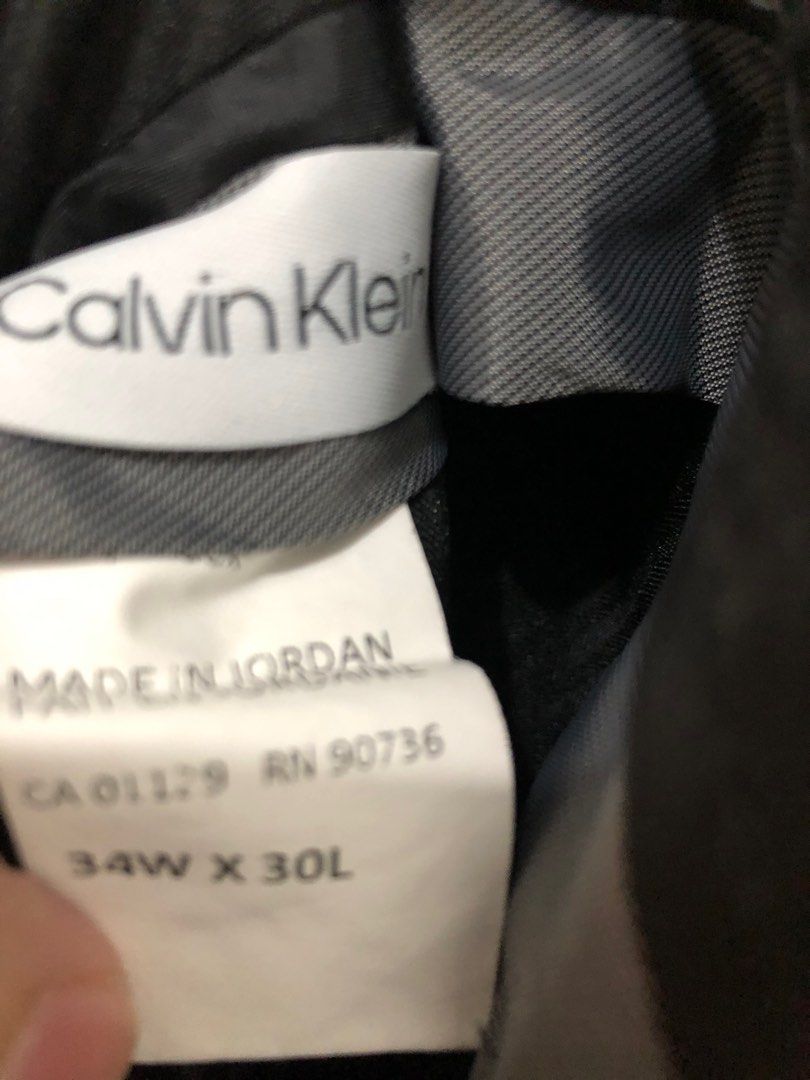 Calvin Klein
MADE IN JORDAN
CA 01129 RN 90736
34W X 30L